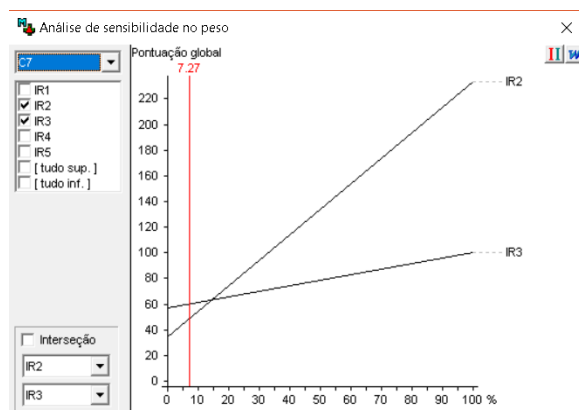 Análise de sensibilidade no peso
C7
IR1
IR2
IR3
IR4
IR5
[ tudo sup. ]
[ tudo inf. ]
Interseção
IR2
IR3
Pontuação global
7.27
220
200
180
160
140
120
100
80
60
40
20
0
0 10 20 30 40 50 60 70 80 90 100 %
IR2
IR3